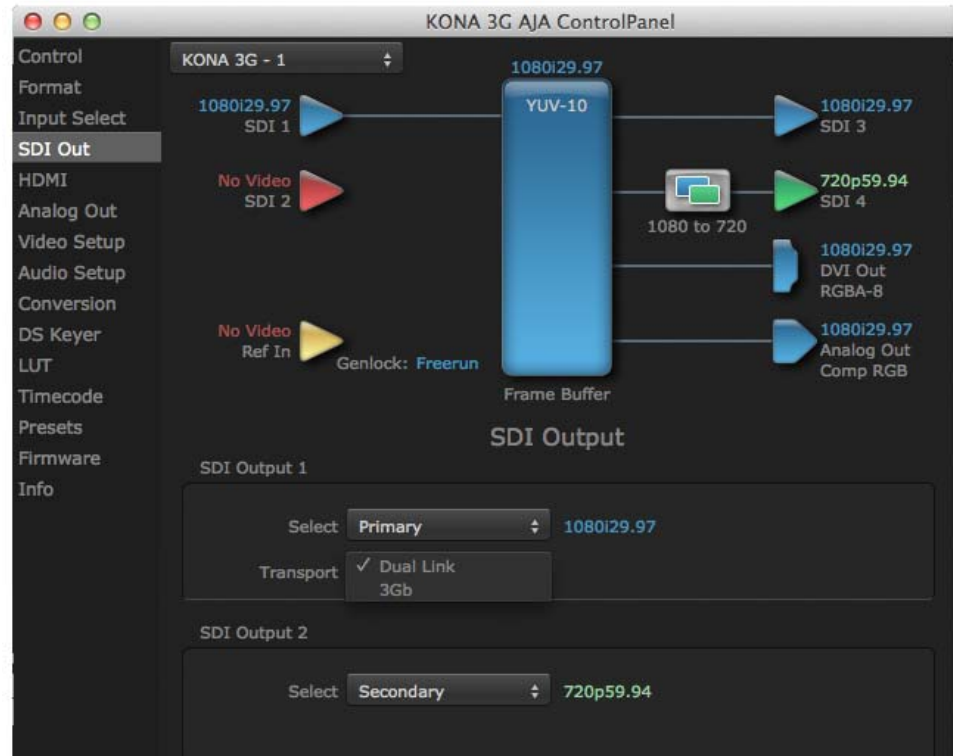 KONA 3G AJA ControlPanel
Control
Format
Input Select
SDI Out
HDMI
Analog Out
Video Setup
Audio Setup
Conversion
DS Keyer
LUT
Timecode
Presets
Firmware
Info
KONA 3G - 1
1080i29.97
SDI 1
No Video
SDI 2
No Video
Ref In
Genlock: Freerun
1080i29.97
YUV-10
Frame Buffer
1080 to 720
1080i29.97
SDI 3
720p59.94
SDI 4
1080i29.97
DVI Out
RGBA-8
1080i29.97
Analog Out
Comp RGB
SDI Output
SDI Output 1
Select Primary 1080i29.97
Transport ✓ Dual Link
3Gb
SDI Output 2
Select Secondary 720p59.94